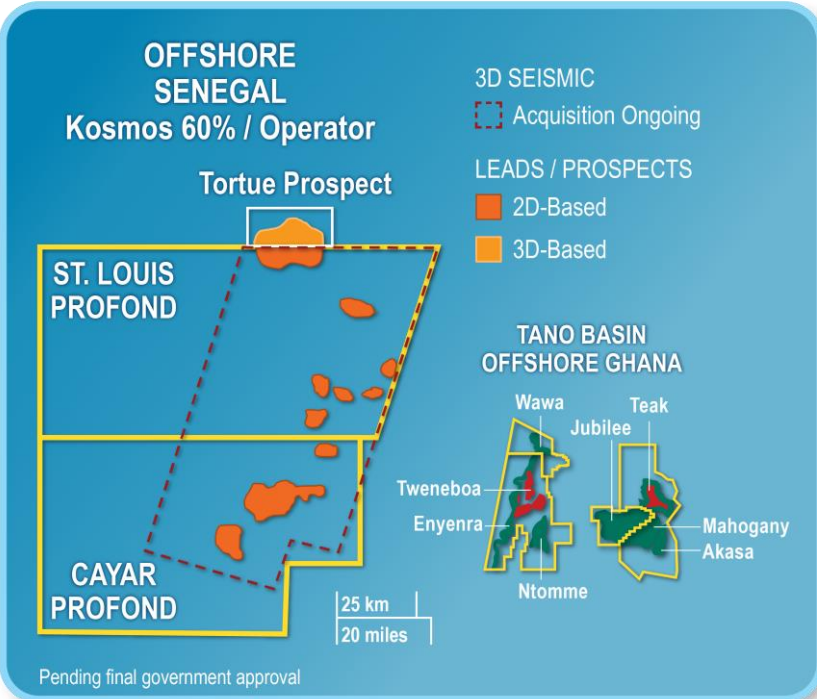 OFFSHORE
SENEGAL
Kosmos 60% / Operator
Tortue Prospect
3D SEISMIC
Acquisition Ongoing
LEADS / PROSPECTS
2D-Based
3D-Based
ST. LOUIS
PROFOND
CAYAR
PROFOND
TANO BASIN
OFFSHORE GHANA
Wawa
Teak
Jubilee
Tweneboa
Enyenra
Mahogany
Akasa
Ntomme
25 km
20 miles
Pending final government approval